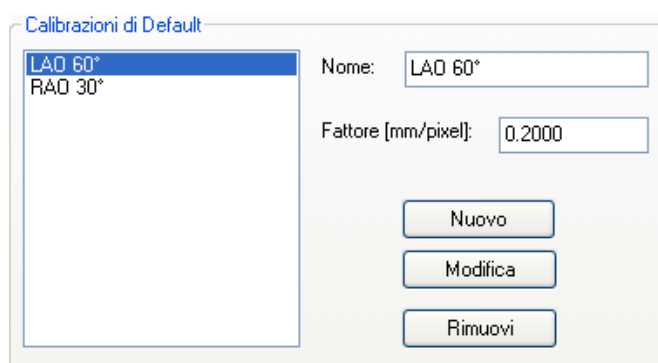 Calibrazioni di Default
LAO 60°
RAO 30°
Nome: LAO 60°
Fattore [mm/pixel]: 0.2000
Nuovo
Modifica
Rimuovi